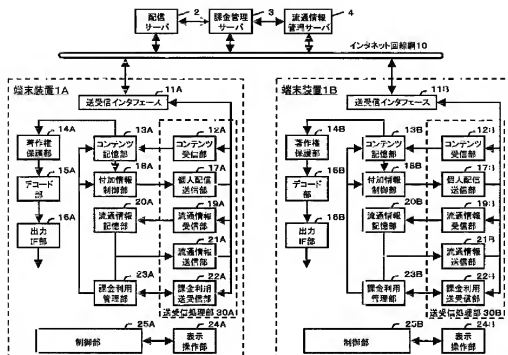 配信サーバ
2
課金管理サーバ
3
流通情報管理サーバ
4
インタネット回線網10
端末装置1A
11A
送受信インタフェース
14A
著作権保護部
13A
コンテンツ記憶部
12A
コンテンツ受信部
15A
デコード部
18A
付加情報制御部
17A
個人配信送信部
16A
出力IF部
20A
流通情報記憶部
19A
流通情報受信部
21A
流通情報送信部
23A
課金利用管理部
22A
課金利用送受信部
送受信処理部30A
25A
制御部
24A
表示操作部
端末装置1B
11B
送受信インタフェース
14B
著作権保護部
13B
コンテンツ記憶部
12B
コンテンツ受信部
デコード部
18B
付加情報制御部
17B
個人配信送信部
16B
出力IF部
20B
流通情報記憶部
19B
流通情報受信部
21B
流通情報送信部
23B
課金利用管理部
22B
課金利用送受信部
送受信処理部30B
25B
制御部
24B
表示操作部